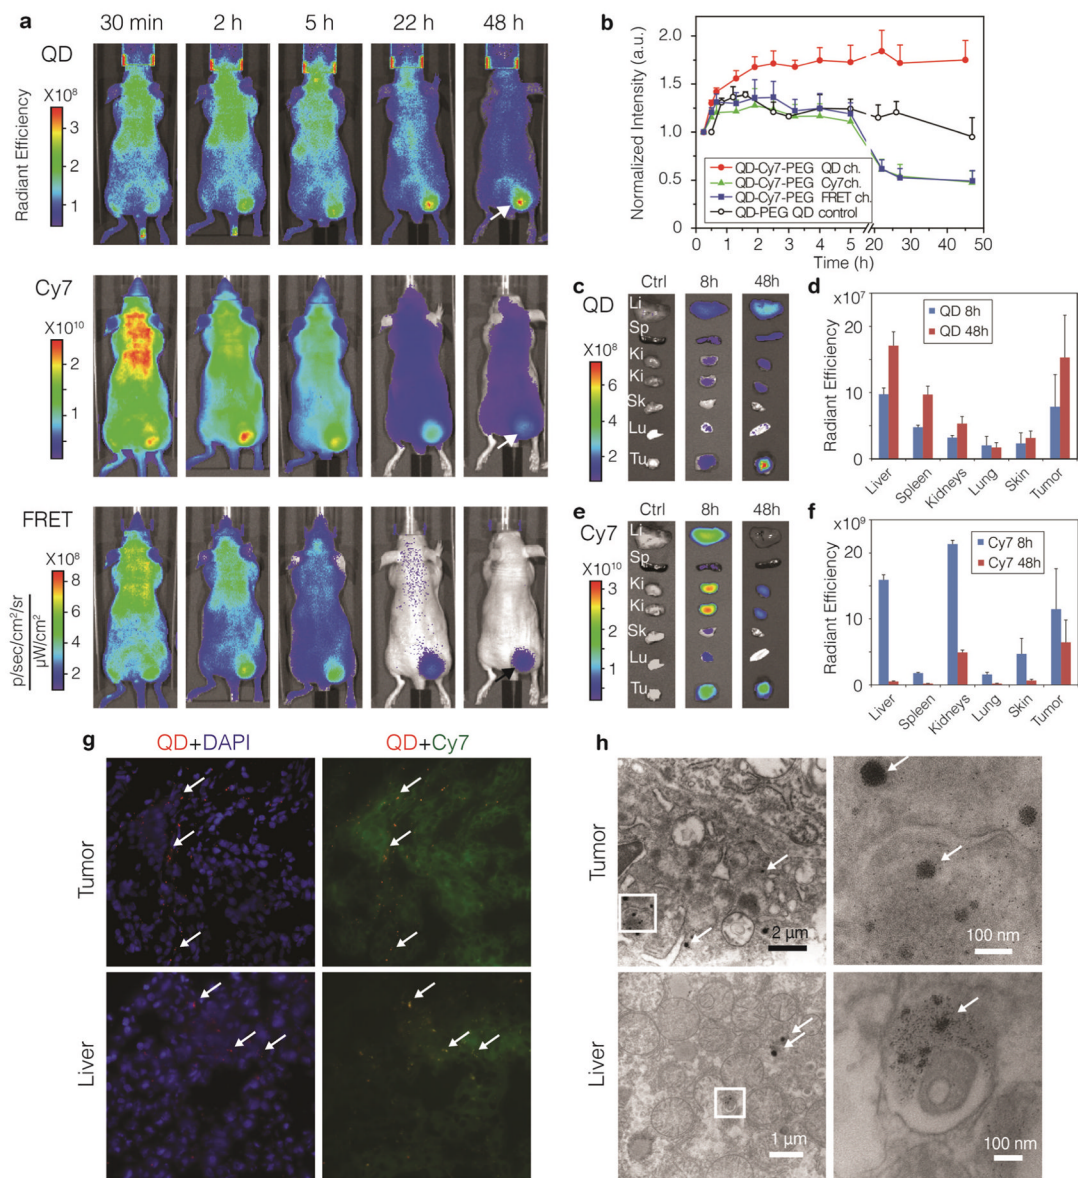 a
30 min 2 h 5 h 22 h 48 h
QD
X10⁸
3
2
1
Radiant Efficiency
Cy7
X10¹⁰
2
1
FRET
X10⁸
8
6
4
2
p/sec/cm²/sr
µW/cm²
b
Normalized Intensity (a.u.)
2.0
1.5
1.0
0.5
0
QD-Cy7-PEG QD ch.
QD-Cy7-PEG Cy7ch.
QD-Cy7-PEG FRET ch.
QD-PEG QD control
0 1 2 3 4 5 20 30 40 50
Time (h)
c
Ctrl 8h 48h
QD
X10⁸
8
6
4
2
Li
Sp
Ki
Ki
Sk
Lu
Tu
d
X10⁷
20
10
0
Radiant Efficiency
QD 8h
QD 48h
Liver Spleen Kidneys Lung Skin Tumor
e
Ctrl 8h 48h
Cy7
X10¹⁰
3
2
1
Li
Sp
Ki
Ki
Sk
Lu
Tu
f
X10⁹
20
10
0
Radiant Efficiency
Cy7 8h
Cy7 48h
Liver Spleen Kidneys Lung Skin Tumor
g
QD+DAPI QD+Cy7
Tumor
Liver
h
Tumor
2 µm
100 nm
Liver
1 µm
100 nm